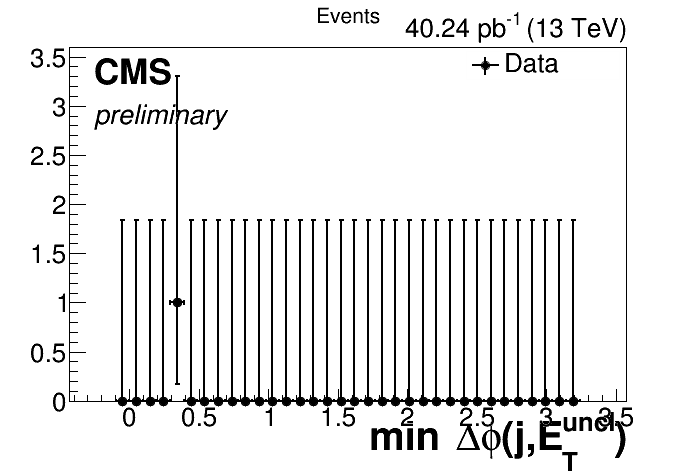 Events
40.24 pb-1 (13 TeV)
CMS
preliminary
Data
3.5
3
2.5
2
1.5
1
0.5
0
0 0.5 1 1.5 2 2.5 3 3.5
min Δϕ(j,E_T^uncl)